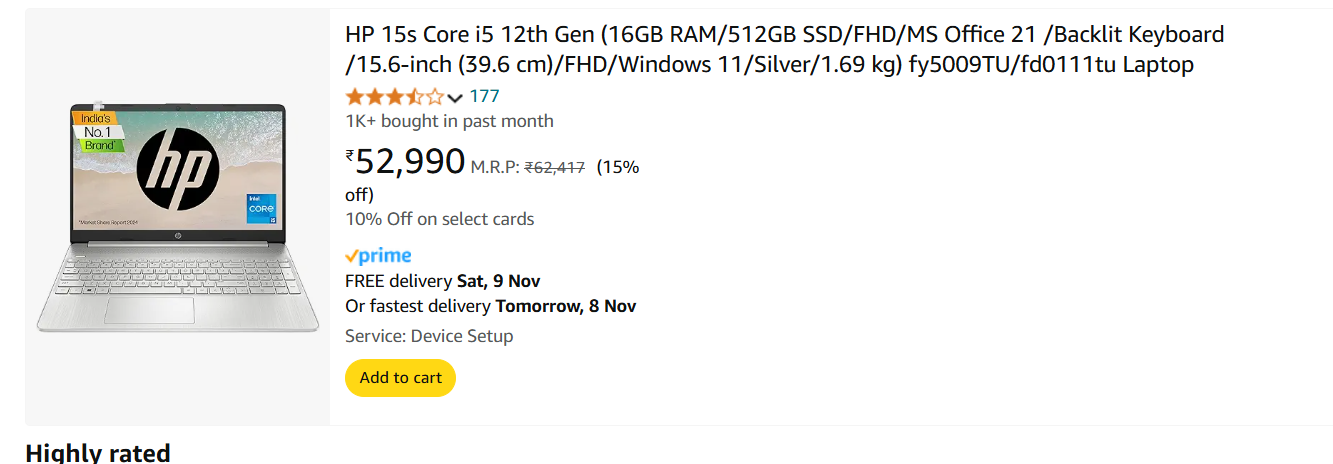 HP 15s Core i5 12th Gen (16GB RAM/512GB SSD/FHD/MS Office 21 /Backlit Keyboard
/15.6-inch (39.6 cm)/FHD/Windows 11/Silver/1.69 kg) fy5009TU/fd0111tu Laptop
177
1K+ bought in past month
₹52,990 M.R.P: ₹62,417 (15%
off)
10% Off on select cards
prime
FREE delivery Sat, 9 Nov
Or fastest delivery Tomorrow, 8 Nov
Service: Device Setup
Add to cart
India's
No.1
Brand*
hp
intel
CORE
i5
*Market Share, Report 2024
hp
Highly rated